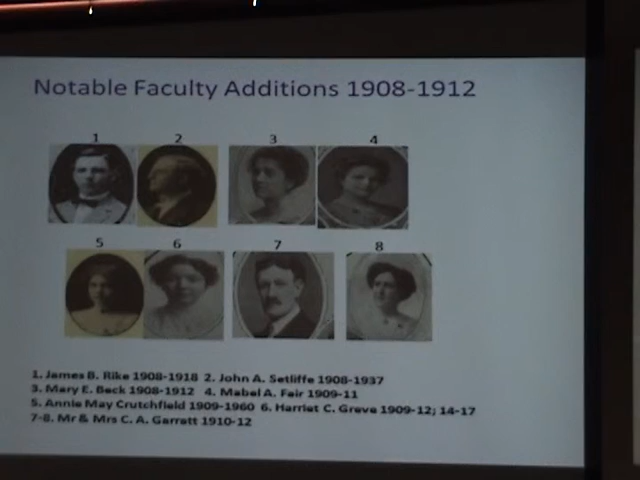 Notable Faculty Additions 1908-1912
1 2 3 4
5 6 7 8
1. James B. Rike 1908-1918 2. John A. Setliffe 1908-1937
3. Mary E. Beck 1908-1912 4. Mabel A. Fair 1909-11
5. Annie May Crutchfield 1909-1960 6. Harriet C. Greve 1909-12; 14-17
7-8. Mr & Mrs C. A. Garratt 1910-12